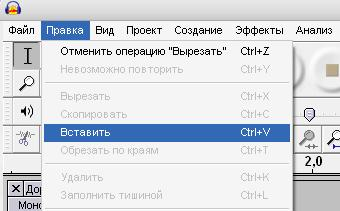 Файл Правка Вид Проект Создание Эффекты Анализ
Отменить операцию "Вырезать" Ctrl+Z
Невозможно повторить Ctrl+Y
Вырезать Ctrl+X
Скопировать Ctrl+C
Вставить Ctrl+V
Обрезать по краям Ctrl+T
2,0
Удалить Ctrl+K
Заполнить тишиной Ctrl+L